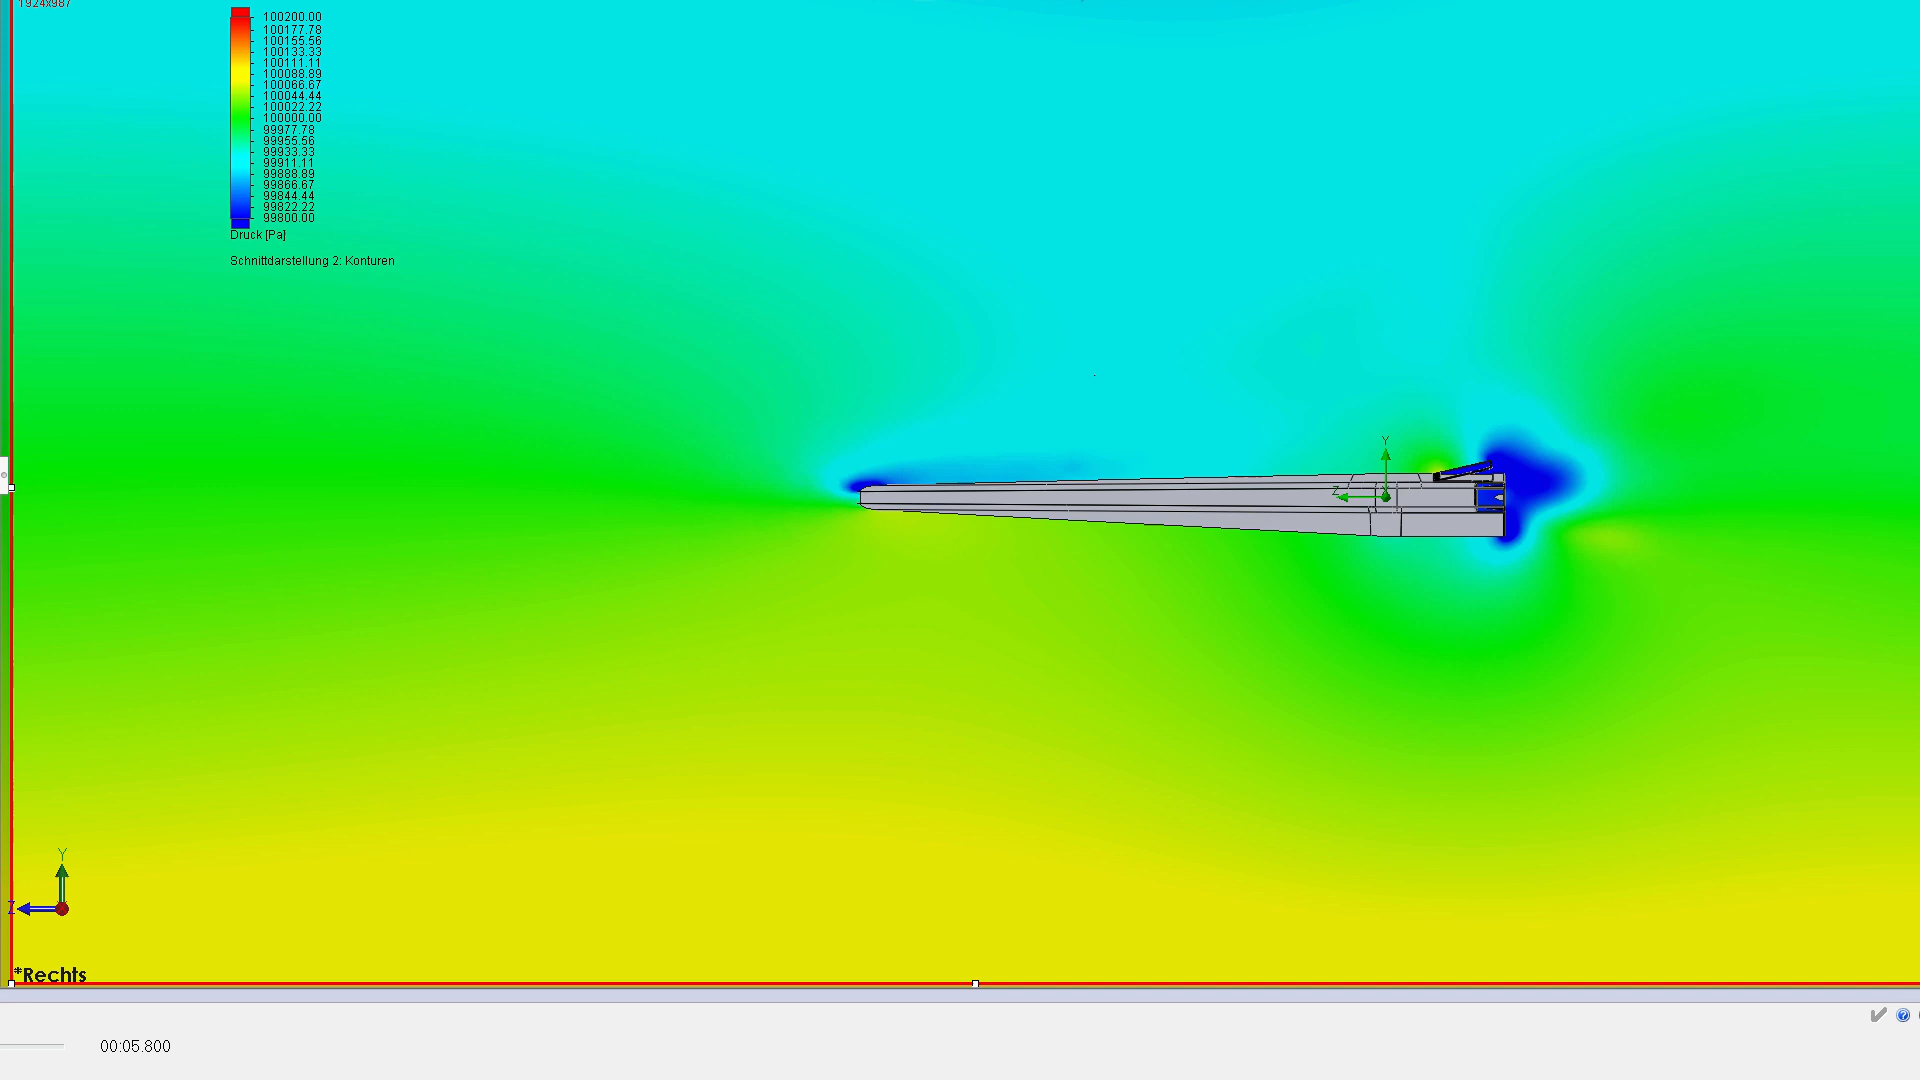 1924x987
100200.00
100177.78
100155.56
100133.33
100111.11
100088.89
100066.67
100044.44
100022.22
100000.00
99977.78
99955.56
99933.33
99911.11
99888.89
99866.67
99844.44
99822.22
99800.00
Druck [Pa]
Schnittdarstellung 2: Konturen
Y
Z
Y
Z
*Rechts
00:05.800